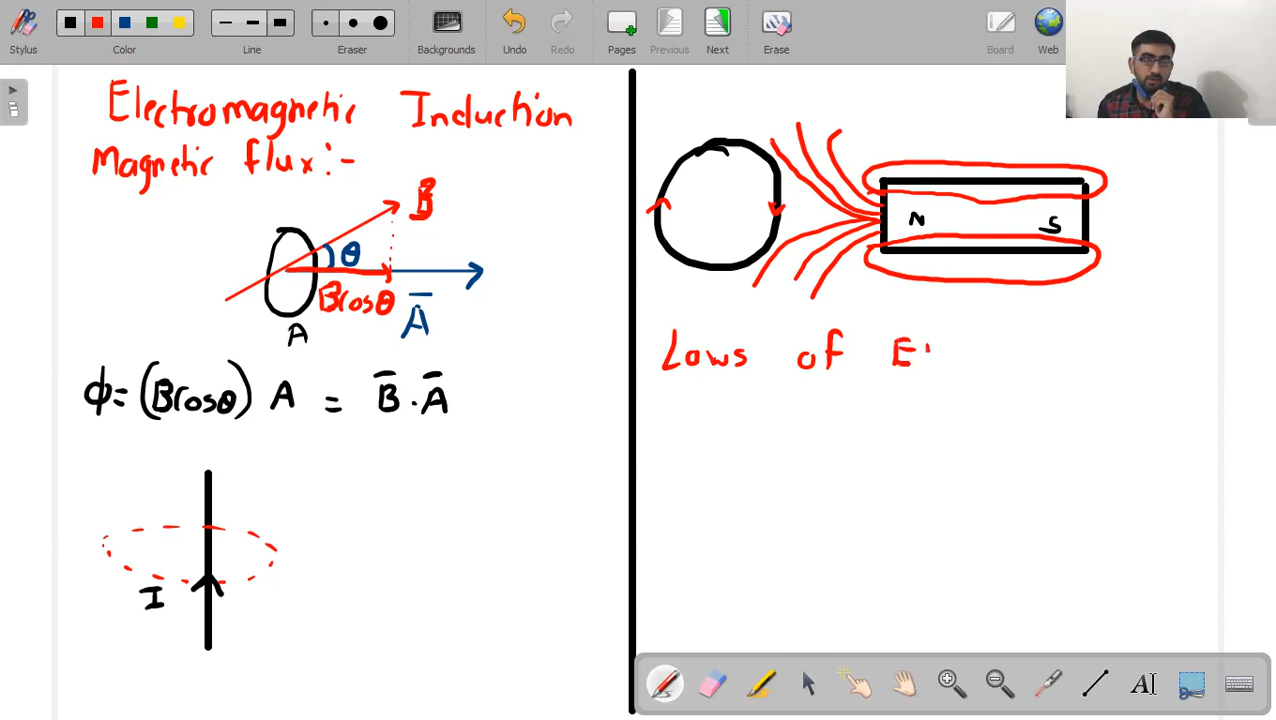 Stylus
Color
Line
Eraser
Backgrounds
Undo
Redo
Pages
Previous
Next
Erase
Board
Web
Electromagnetic Induction
Magnetic flux:-
B
θ
Bcosθ
A
A
ϕ= (Bcosθ) A = B̅ . A̅
I
N
S
Laws of E